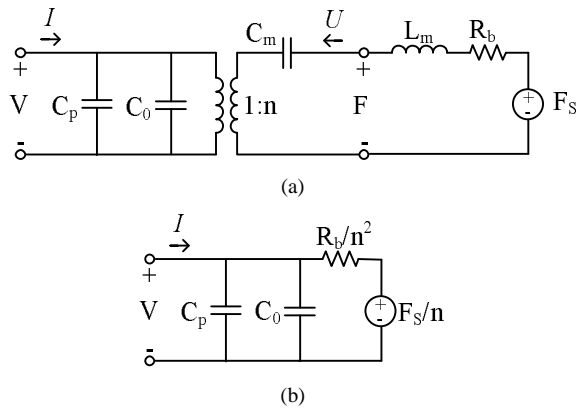 I C_m U L_m R_b
+ + +
V C_p C_0 1:n F F_S
- - -
(a)
I R_b/n^2
+ +
V C_p C_0 F_S/n
- -
(b)